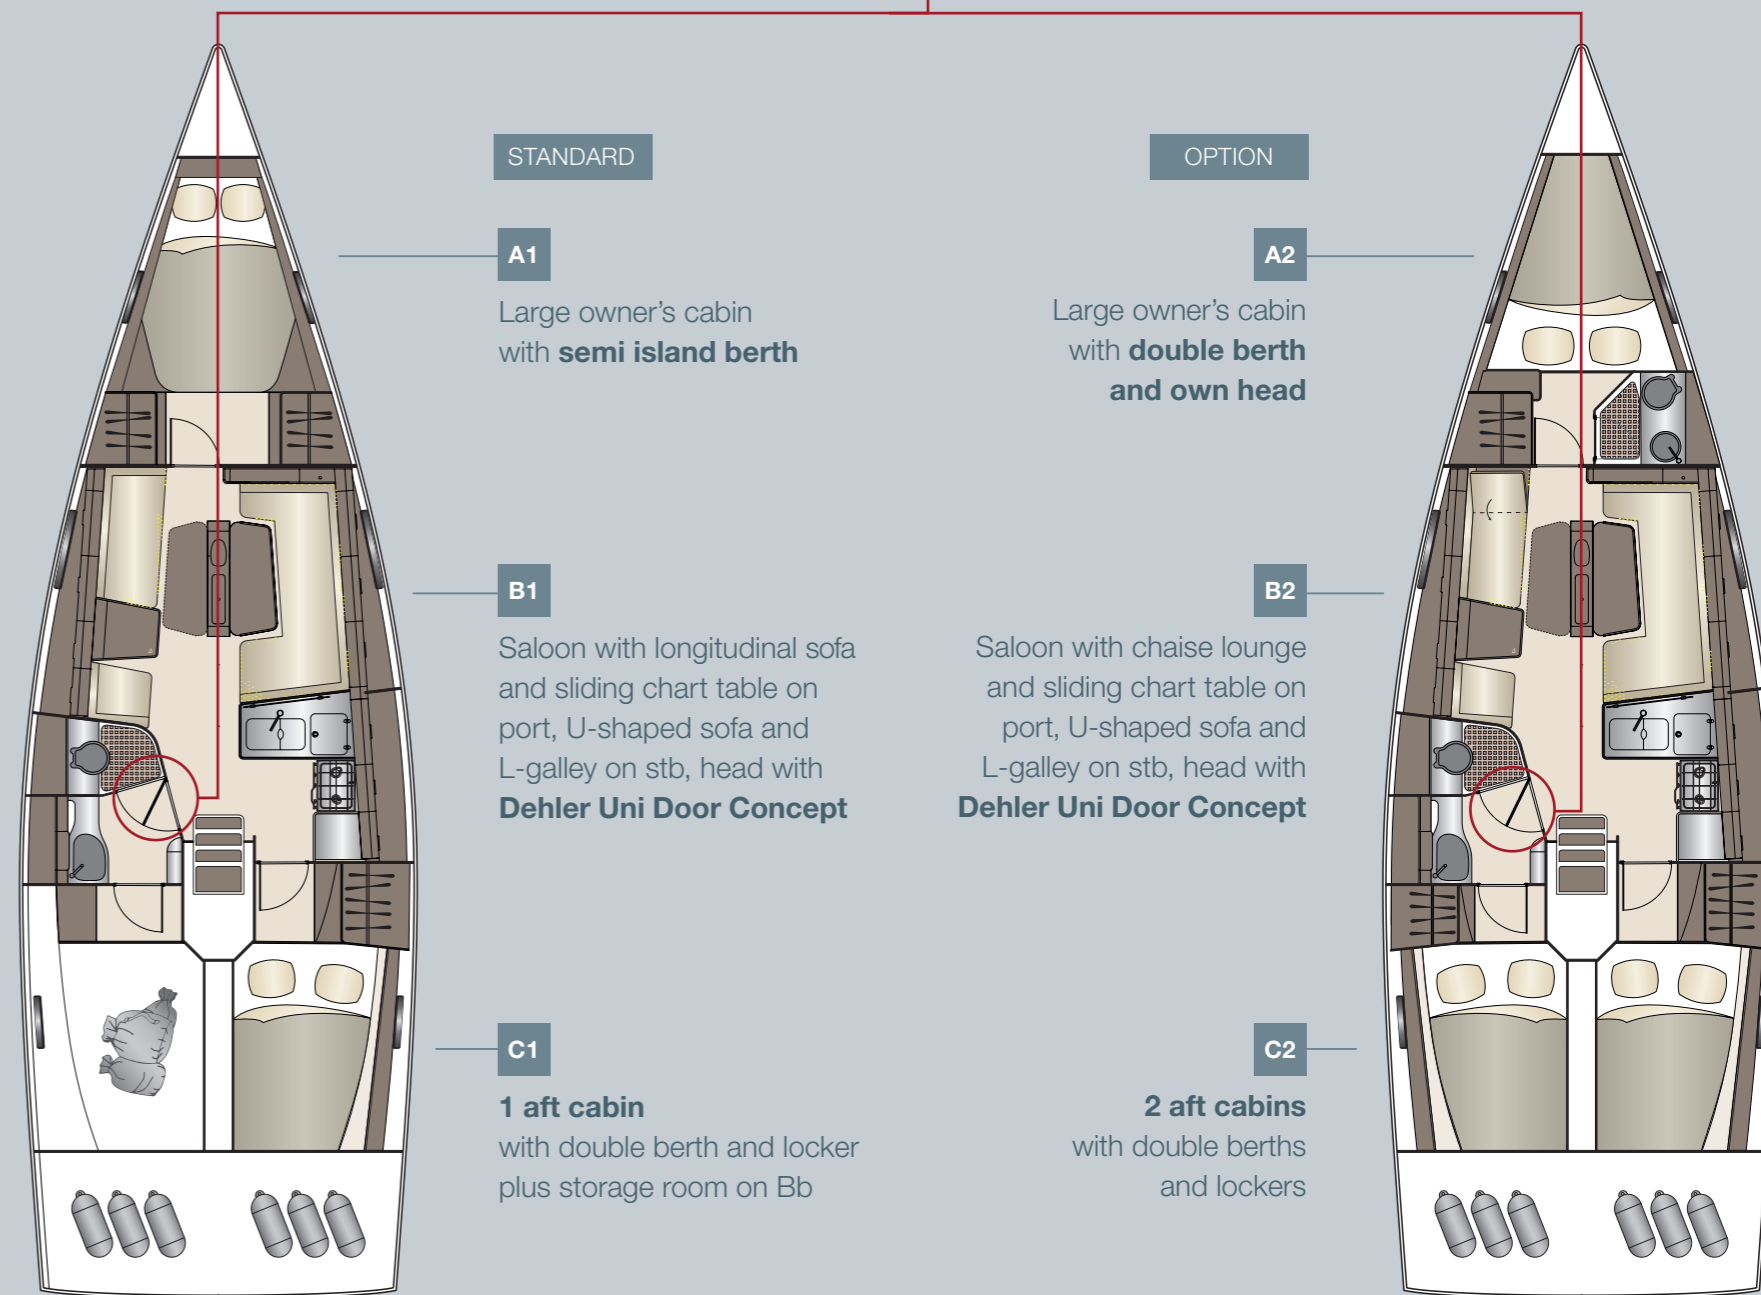 STANDARD
A1
Large owner’s cabin
with semi island berth
B1
Saloon with longitudinal sofa
and sliding chart table on
port, U-shaped sofa and
L-galley on stb, head with
Dehler Uni Door Concept
C1
1 aft cabin
with double berth and locker
plus storage room on Bb
OPTION
A2
Large owner’s cabin
with double berth
and own head
B2
Saloon with chaise lounge
and sliding chart table on
port, U-shaped sofa and
L-galley on stb, head with
Dehler Uni Door Concept
C2
2 aft cabins
with double berths
and lockers